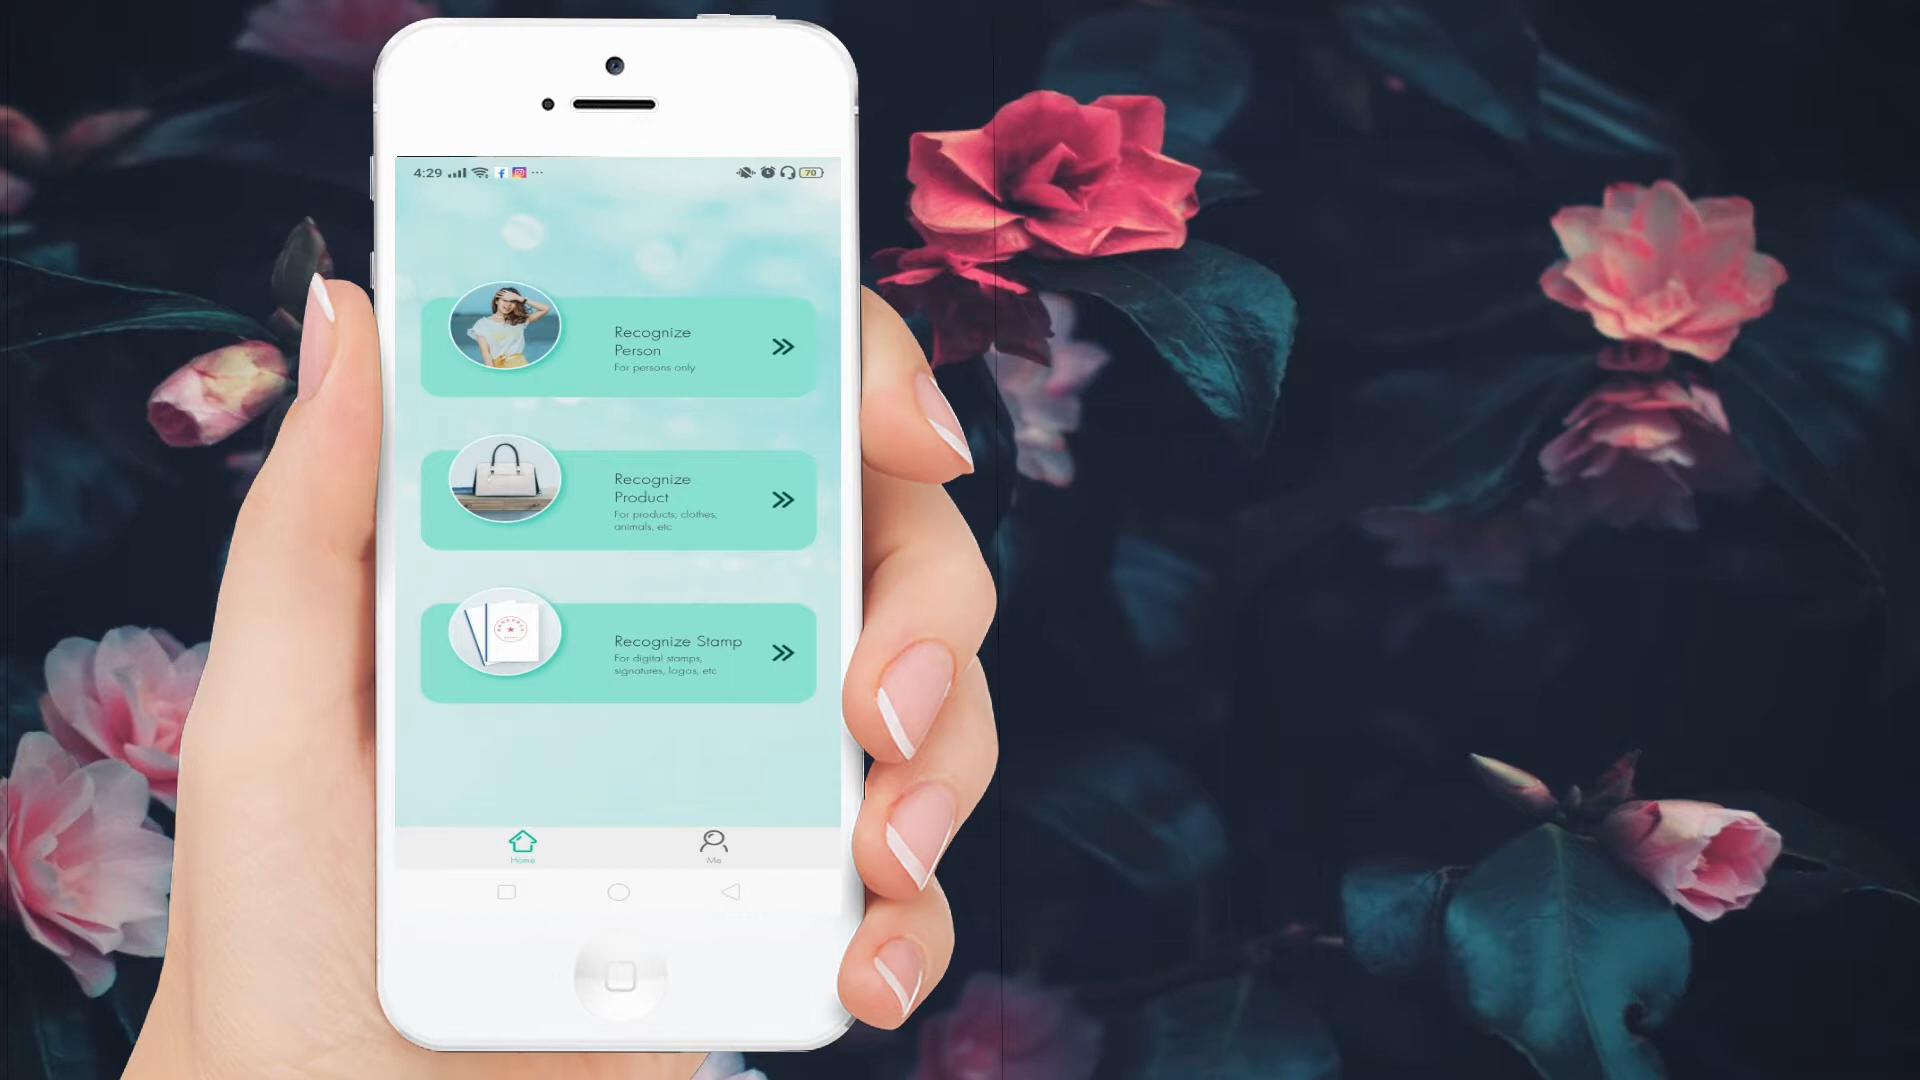 4:29
70
Recognize
Person
For persons only
Recognize
Product
For products, clothes,
animals, etc
Recognize Stamp
For digital stamps,
signatures, logos, etc
Home
Me